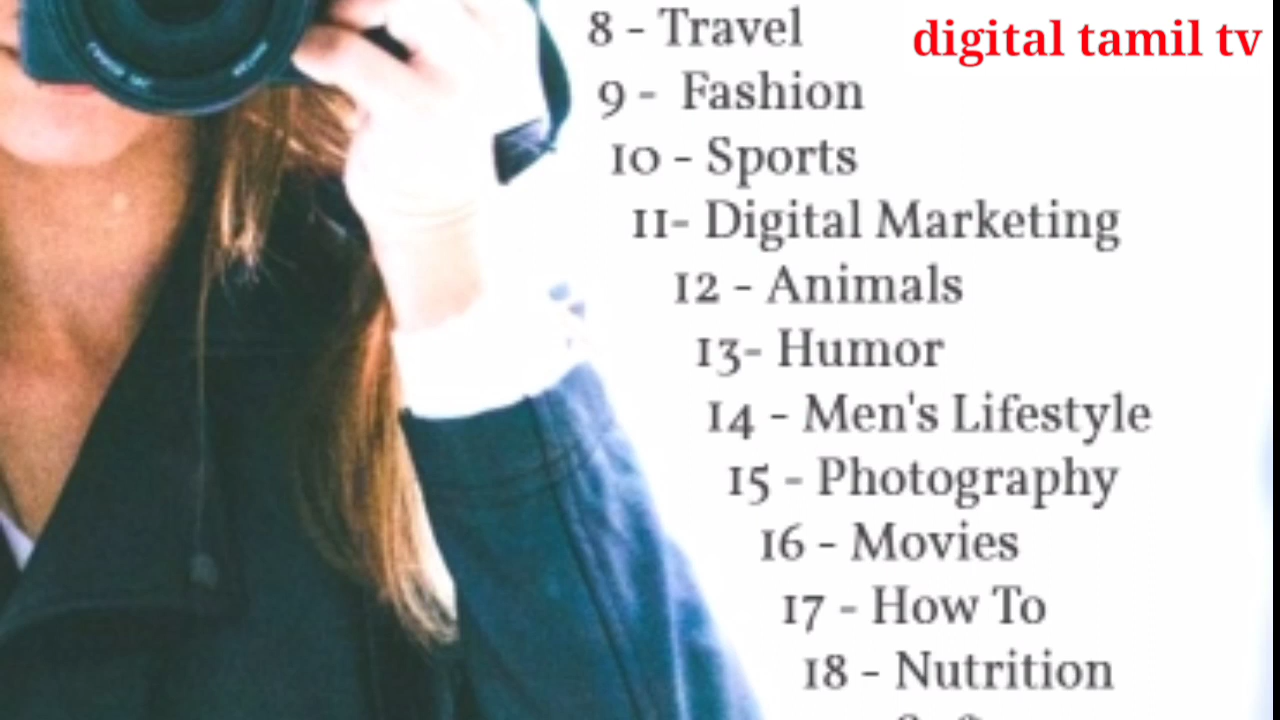 digital tamil tv
8 - Travel
9 - Fashion
10 - Sports
11- Digital Marketing
12 - Animals
13- Humor
14 - Men's Lifestyle
15 - Photography
16 - Movies
17 - How To
18 - Nutrition